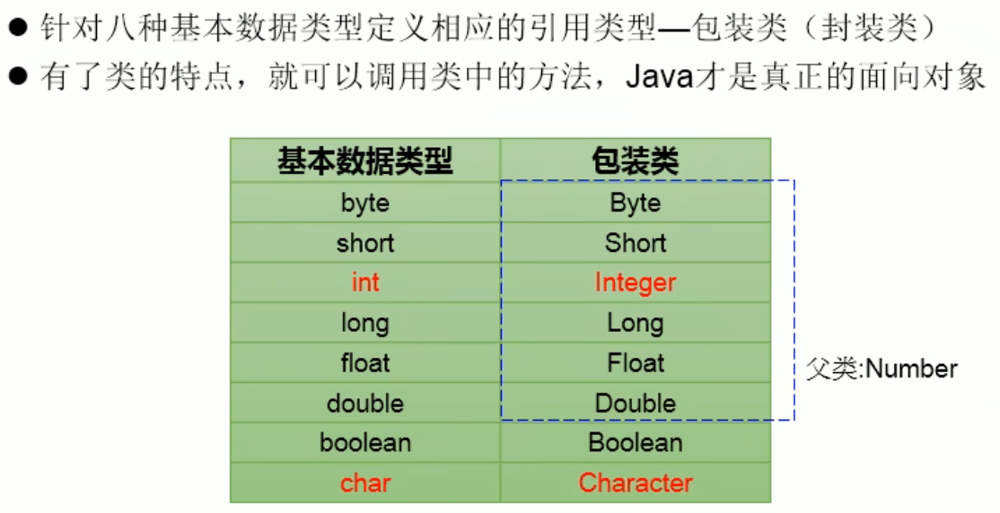 ● 针对八种基本数据类型定义相应的引用类型—包装类（封装类）
● 有了类的特点，就可以调用类中的方法，Java才是真正的面向对象
基本数据类型 包装类
byte Byte
short Short
int Integer
long Long
float Float
double Double
boolean Boolean
char Character
父类:Number